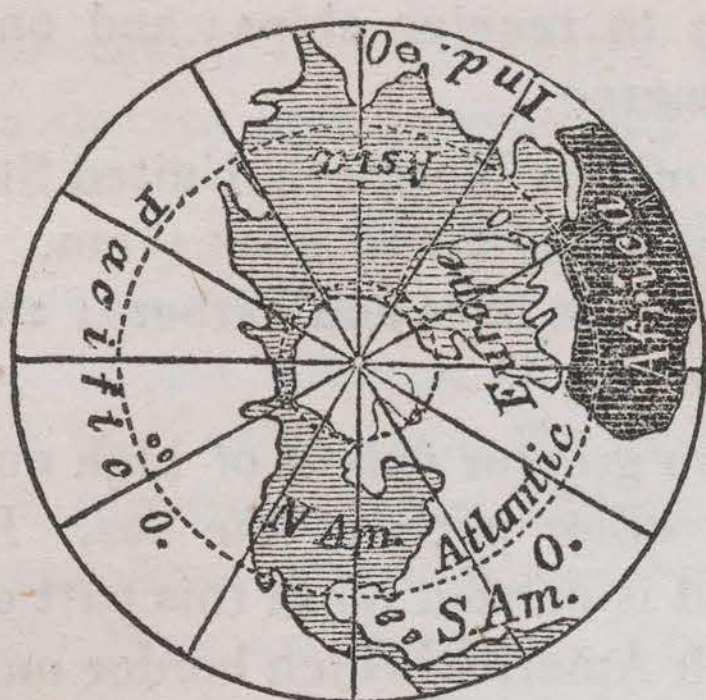 Ind. O
Asia
Africa
Pacific
O.
Europe
Atlantic
O.
N Am.
S. Am.